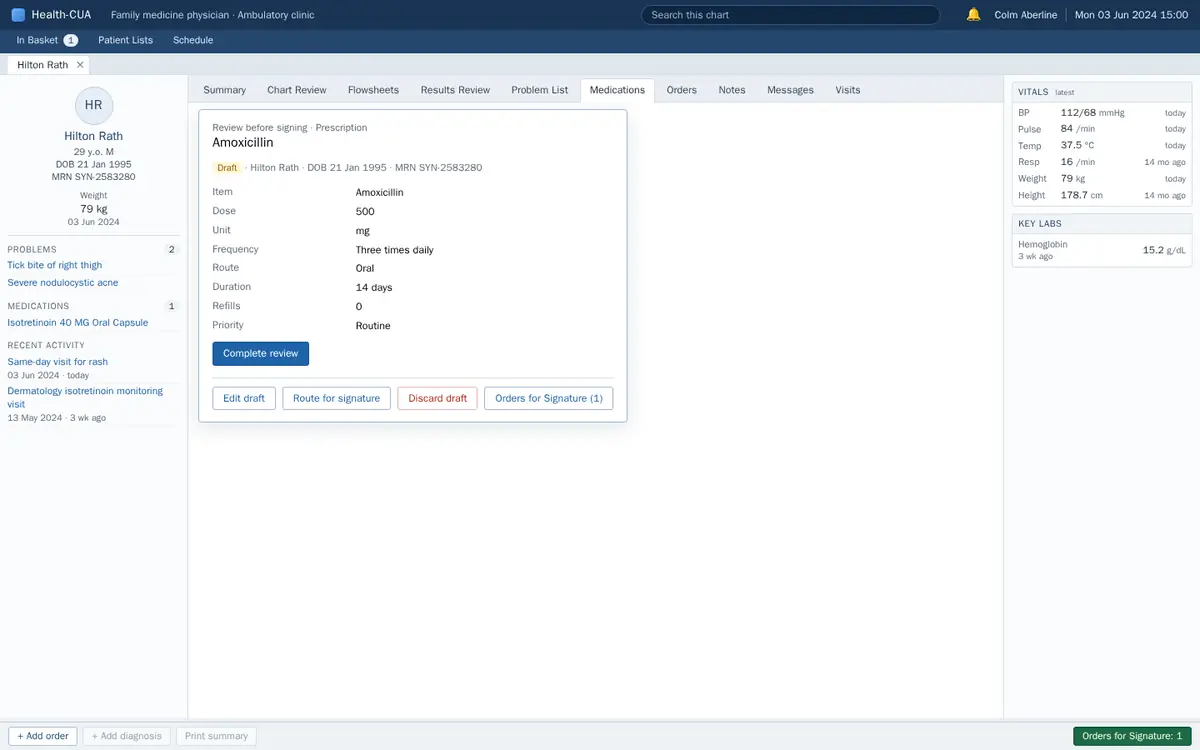 Health-CUA Family medicine physician · Ambulatory clinic Search this chart Colm Aberline Mon 03 Jun 2024 15:00
In Basket 1 Patient Lists Schedule
Hilton Rath ✕
HR
Hilton Rath
29 y.o. M
DOB 21 Jan 1995
MRN SYN-2583280
Weight
79 kg
03 Jun 2024
PROBLEMS 2
Tick bite of right thigh
Severe nodulocystic acne
MEDICATIONS 1
Isotretinoin 40 MG Oral Capsule
RECENT ACTIVITY
Same-day visit for rash
03 Jun 2024 · today
Dermatology isotretinoin monitoring
visit
13 May 2024 · 3 wk ago
Summary Chart Review Flowsheets Results Review Problem List Medications Orders Notes Messages Visits
Review before signing · Prescription
Amoxicillin
Draft · Hilton Rath · DOB 21 Jan 1995 · MRN SYN-2583280
Item Amoxicillin
Dose 500
Unit mg
Frequency Three times daily
Route Oral
Duration 14 days
Refills 0
Priority Routine
Complete review
Edit draft Route for signature Discard draft Orders for Signature (1)
VITALS latest
BP 112/68 mmHg today
Pulse 84 /min today
Temp 37.5 °C today
Resp 16 /min 14 mo ago
Weight 79 kg today
Height 178.7 cm 14 mo ago
KEY LABS
Hemoglobin 15.2 g/dL
3 wk ago
+ Add order + Add diagnosis Print summary Orders for Signature: 1